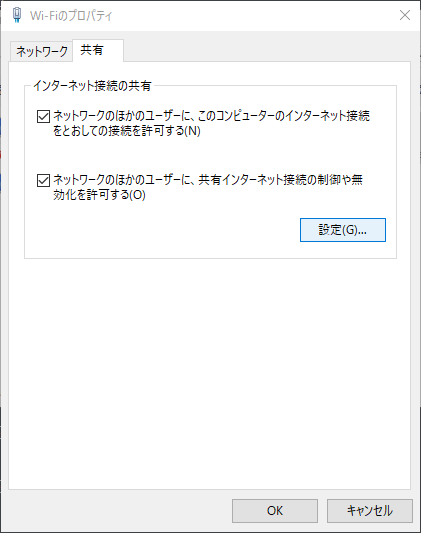 Wi-Fiのプロパティ
ネットワーク 共有
インターネット接続の共有
ネットワークのほかのユーザーに、このコンピューターのインターネット接続
をとおしての接続を許可する(N)
ネットワークのほかのユーザーに、共有インターネット接続の制御や無
効化を許可する(O)
設定(G)...
OK キャンセル